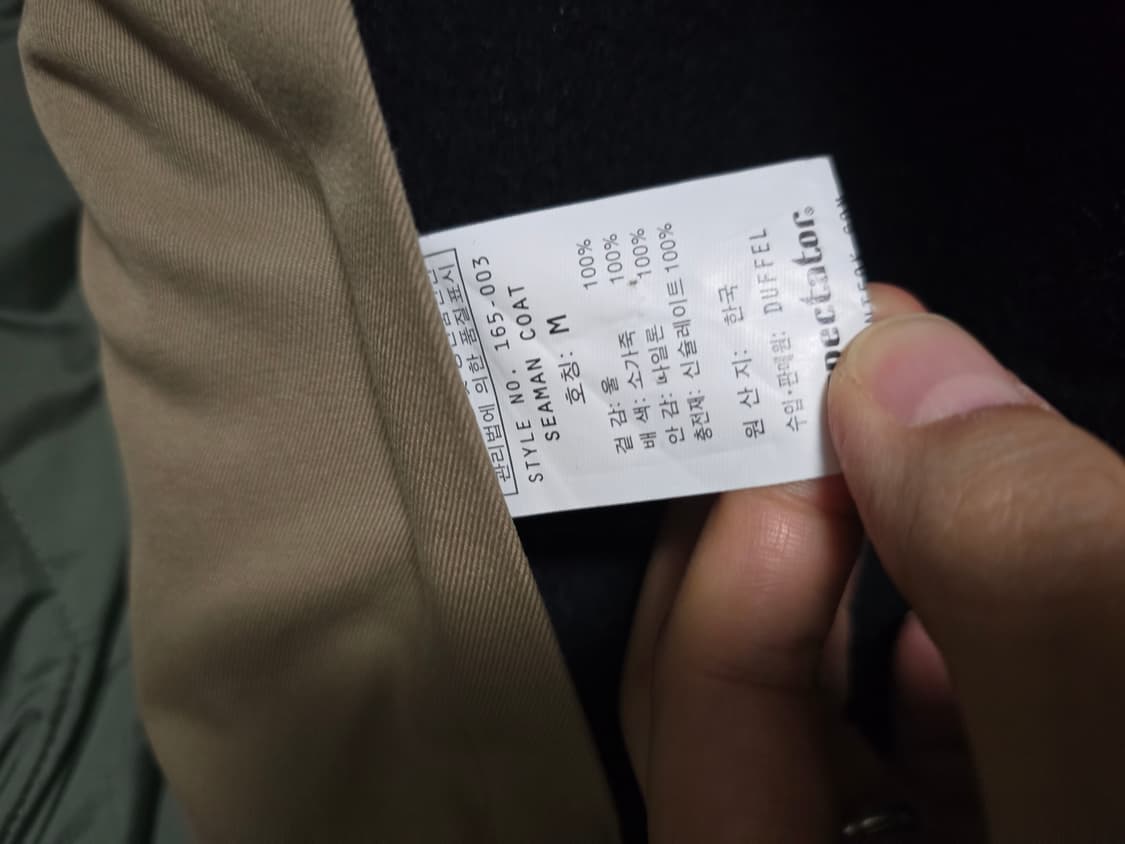 관리법에 의한 품질표시
STYLE NO. 165-003
SEAMAN COAT
호칭: M
겉 감: 울 100%
배 색: 소가죽 100%
안 감: 나일론 100%
충전재: 신슐레이트 100%
원 산 지: 한국
수입·판매원: DUFFEL